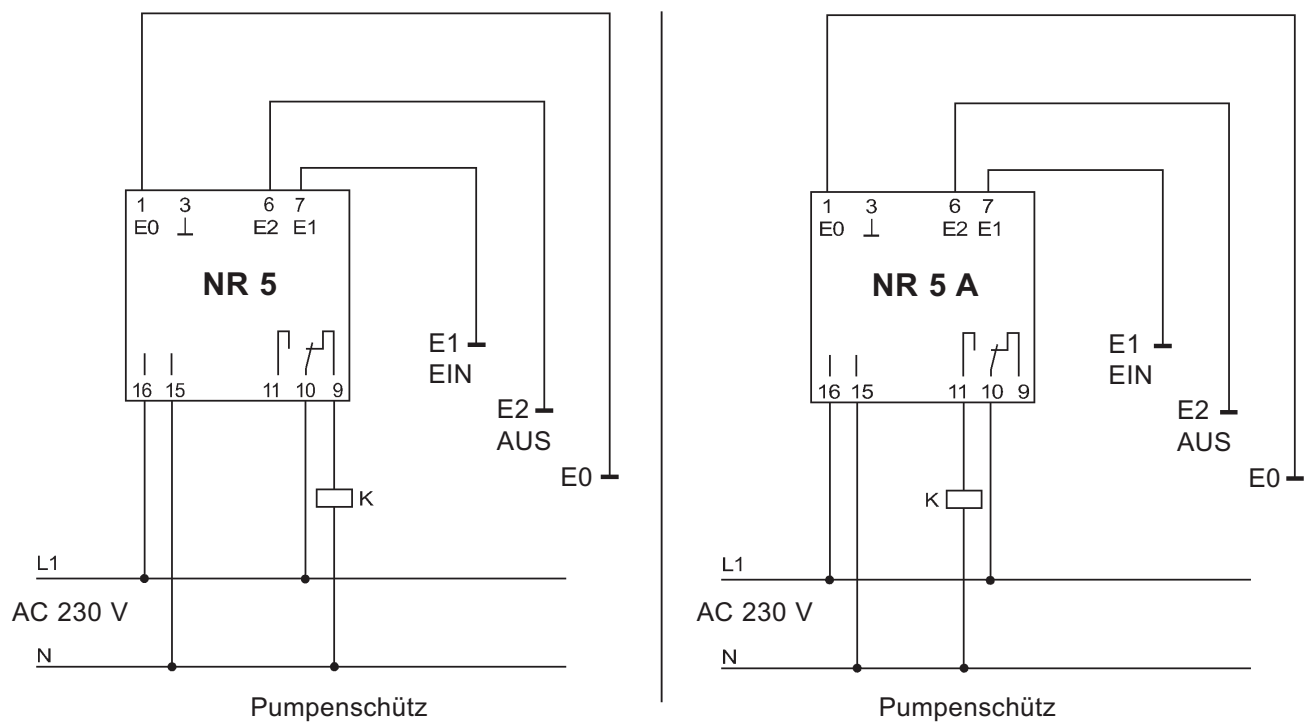 1 3 6 7
E0 ⊥ E2 E1
NR 5
16 15 11 10 9
E1
EIN
E2
AUS
E0
K
L1
AC 230 V
N
Pumpenschütz
1 3 6 7
E0 ⊥ E2 E1
NR 5 A
16 15 11 10 9
E1
EIN
E2
AUS
E0
K
L1
AC 230 V
N
Pumpenschütz